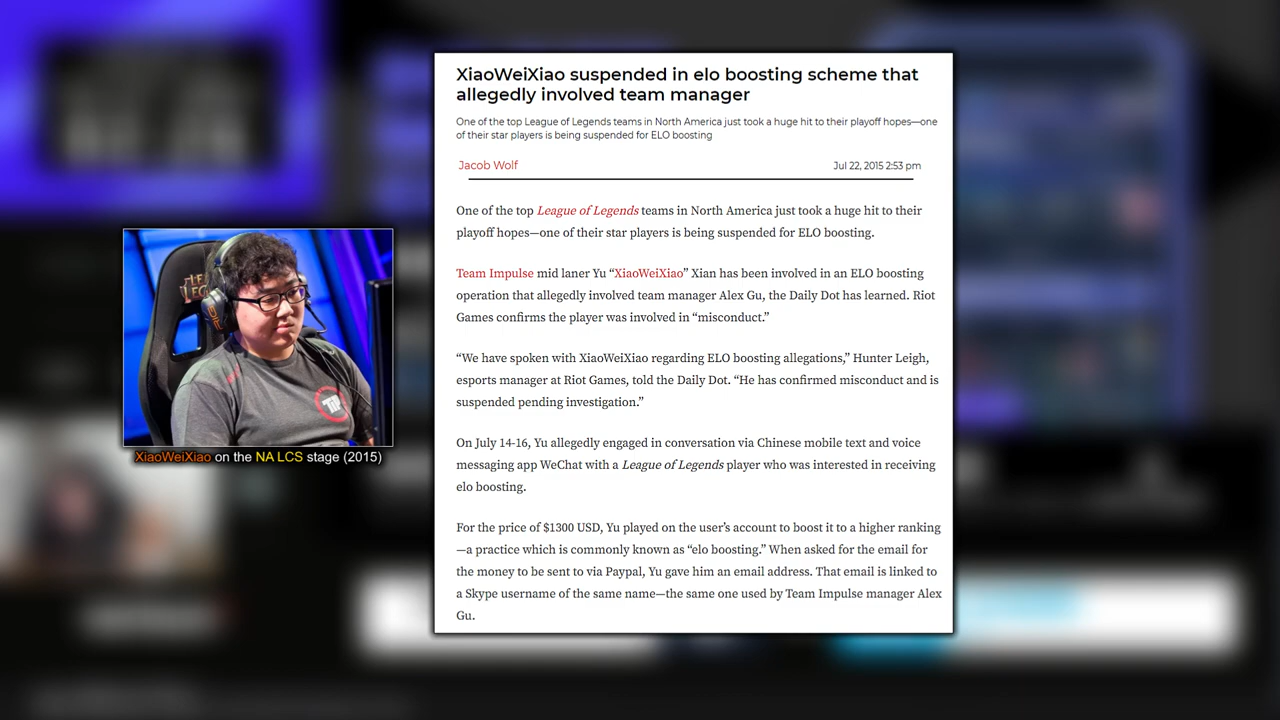 XiaoWeiXiao suspended in elo boosting scheme that
allegedly involved team manager
One of the top League of Legends teams in North America just took a huge hit to their playoff hopes—one
of their star players is being suspended for ELO boosting
Jacob Wolf
Jul 22, 2015 2:53 pm
One of the top League of Legends teams in North America just took a huge hit to their
playoff hopes—one of their star players is being suspended for ELO boosting.
Team Impulse mid laner Yu “XiaoWeiXiao” Xian has been involved in an ELO boosting
operation that allegedly involved team manager Alex Gu, the Daily Dot has learned. Riot
Games confirms the player was involved in “misconduct.”
“We have spoken with XiaoWeiXiao regarding ELO boosting allegations,” Hunter Leigh,
esports manager at Riot Games, told the Daily Dot. “He has confirmed misconduct and is
suspended pending investigation.”
On July 14-16, Yu allegedly engaged in conversation via Chinese mobile text and voice
messaging app WeChat with a League of Legends player who was interested in receiving
elo boosting.
For the price of $1300 USD, Yu played on the user’s account to boost it to a higher ranking
—a practice which is commonly known as “elo boosting.” When asked for the email for
the money to be sent to via Paypal, Yu gave him an email address. That email is linked to
a Skype username of the same name—the same one used by Team Impulse manager Alex
Gu.
TiP
XiaoWeiXiao on the NA LCS stage (2015)